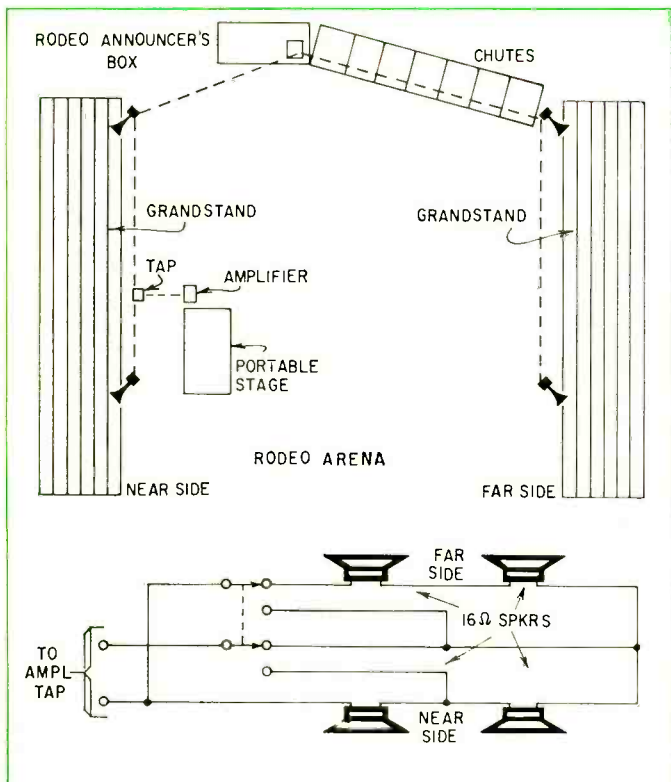 RODEO ANNOUNCER'S
BOX
CHUTES
GRANDSTAND
GRANDSTAND
TAP
AMPLIFIER
PORTABLE
STAGE
RODEO ARENA
NEAR SIDE
FAR SIDE
FAR
SIDE
16Ω SPKRS
TO
AMPL
TAP
NEAR
SIDE